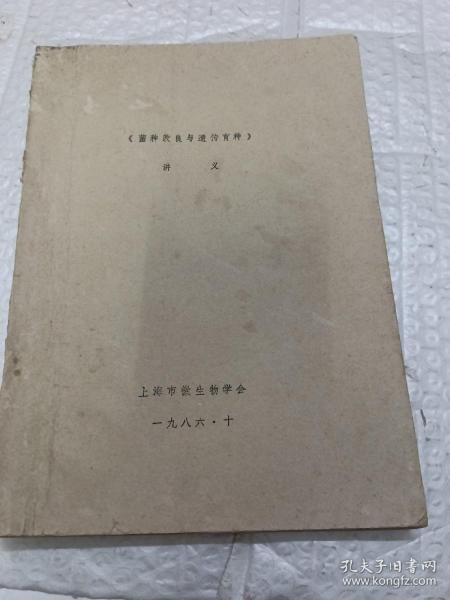 《菌种改良与遗传育种》
讲 义
上海市微生物学会
一九八六·十
孔夫子旧书网
www.kongfz.com